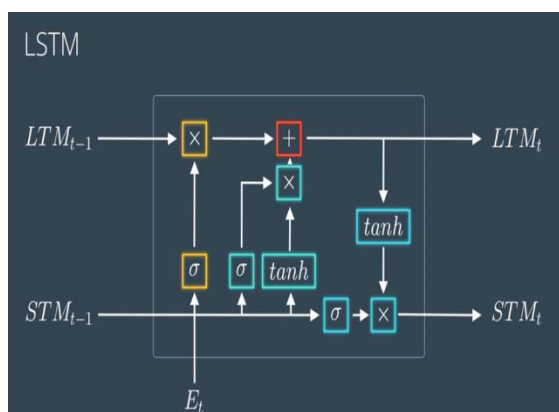 LSTM
LTM_{t-1} × + LTM_t
×
tanh
σ σ tanh
STM_{t-1} σ × STM_t
E_t